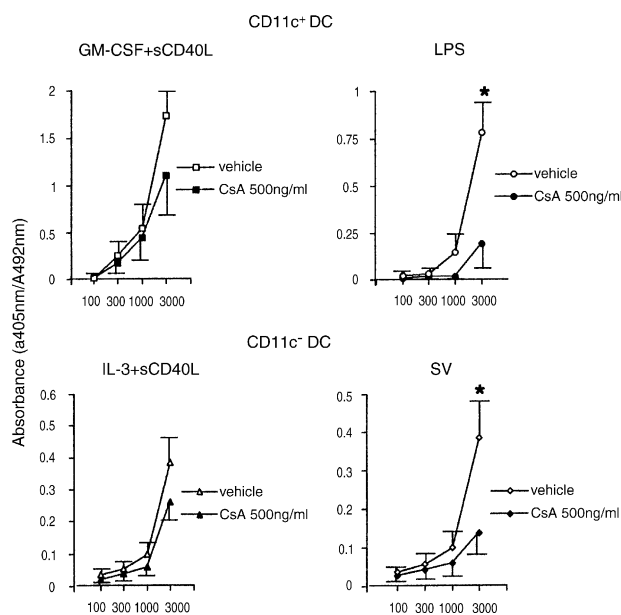 CD11c⁺ DC
GM-CSF+sCD40L
LPS
2
1.5
1
0.5
0
100 300 1000 3000
vehicle
CsA 500ng/ml
1
*
0.75
0.5
0.25
0
100 300 1000 3000
vehicle
CsA 500ng/ml
Absorbance (a405nm/A492nm)
CD11c⁻ DC
IL-3+sCD40L
SV
0.6
0.5
0.4
0.3
0.2
0.1
0
100 300 1000 3000
vehicle
CsA 500ng/ml
0.5
*
0.4
0.3
0.2
0.1
0
100 300 1000 3000
vehicle
CsA 500ng/ml